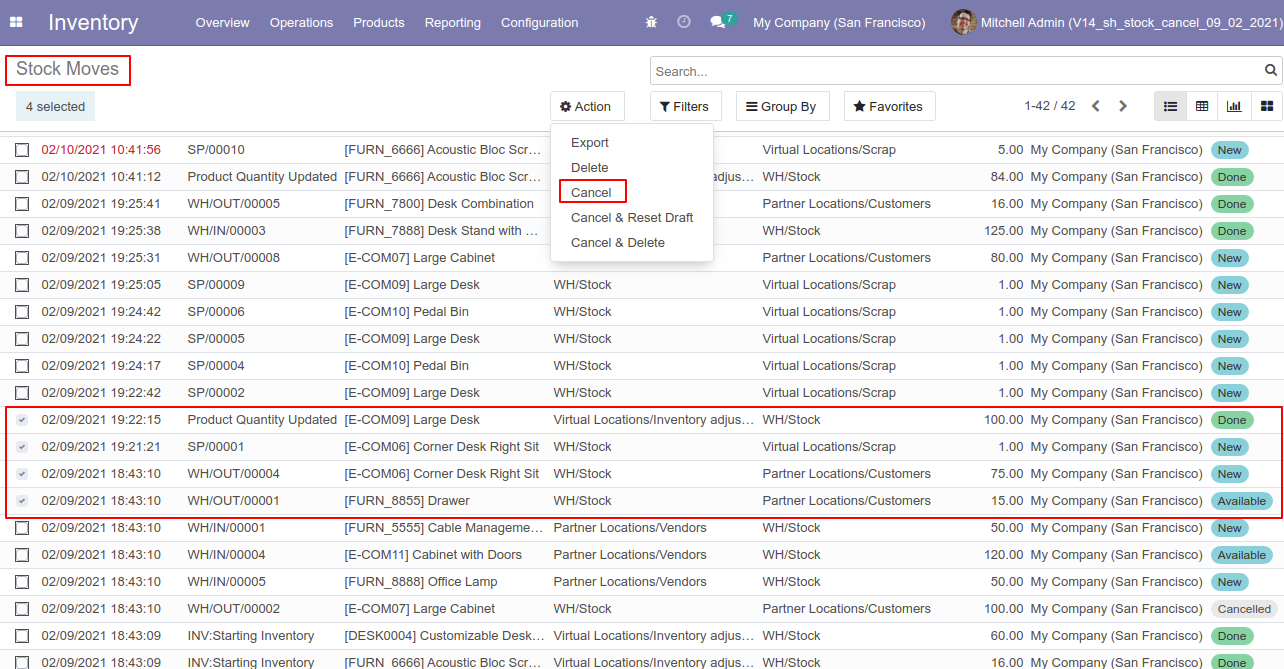 Inventory Overview Operations Products Reporting Configuration 7 My Company (San Francisco) Mitchell Admin (V14_sh_stock_cancel_09_02_2021)
Stock Moves Search...
4 selected Action Filters Group By Favorites 1-42 / 42
Export
Delete
Cancel
Cancel & Reset Draft
Cancel & Delete
02/10/2021 10:41:56 SP/00010 [FURN_6666] Acoustic Bloc Scr... Virtual Locations/Scrap 5.00 My Company (San Francisco) New
02/10/2021 10:41:12 Product Quantity Updated [FURN_6666] Acoustic Bloc Scr... adjus... WH/Stock 84.00 My Company (San Francisco) Done
02/09/2021 19:25:41 WH/OUT/00005 [FURN_7800] Desk Combination Partner Locations/Customers 16.00 My Company (San Francisco) Done
02/09/2021 19:25:38 WH/IN/00003 [FURN_7888] Desk Stand with ... WH/Stock 125.00 My Company (San Francisco) Done
02/09/2021 19:25:31 WH/OUT/00008 [E-COM07] Large Cabinet Partner Locations/Customers 80.00 My Company (San Francisco) New
02/09/2021 19:25:05 SP/00009 [E-COM09] Large Desk WH/Stock Virtual Locations/Scrap 1.00 My Company (San Francisco) New
02/09/2021 19:24:42 SP/00006 [E-COM10] Pedal Bin WH/Stock Virtual Locations/Scrap 1.00 My Company (San Francisco) New
02/09/2021 19:24:22 SP/00005 [E-COM09] Large Desk WH/Stock Virtual Locations/Scrap 1.00 My Company (San Francisco) New
02/09/2021 19:24:17 SP/00004 [E-COM10] Pedal Bin WH/Stock Virtual Locations/Scrap 1.00 My Company (San Francisco) New
02/09/2021 19:22:42 SP/00002 [E-COM09] Large Desk WH/Stock Virtual Locations/Scrap 1.00 My Company (San Francisco) New
02/09/2021 19:22:15 Product Quantity Updated [E-COM09] Large Desk Virtual Locations/Inventory adjus... WH/Stock 100.00 My Company (San Francisco) Done
02/09/2021 19:21:21 SP/00001 [E-COM06] Corner Desk Right Sit WH/Stock Virtual Locations/Scrap 1.00 My Company (San Francisco) New
02/09/2021 18:43:10 WH/OUT/00004 [E-COM06] Corner Desk Right Sit WH/Stock Partner Locations/Customers 75.00 My Company (San Francisco) New
02/09/2021 18:43:10 WH/OUT/00001 [FURN_8855] Drawer WH/Stock Partner Locations/Customers 15.00 My Company (San Francisco) Available
02/09/2021 18:43:10 WH/IN/00001 [FURN_5555] Cable Manageme... Partner Locations/Vendors WH/Stock 50.00 My Company (San Francisco) New
02/09/2021 18:43:10 WH/IN/00004 [E-COM11] Cabinet with Doors Partner Locations/Vendors WH/Stock 120.00 My Company (San Francisco) Available
02/09/2021 18:43:10 WH/IN/00005 [FURN_8888] Office Lamp Partner Locations/Vendors WH/Stock 50.00 My Company (San Francisco) New
02/09/2021 18:43:10 WH/OUT/00002 [E-COM07] Large Cabinet WH/Stock Partner Locations/Customers 100.00 My Company (San Francisco) Cancelled
02/09/2021 18:43:09 INV:Starting Inventory [DESK0004] Customizable Desk... Virtual Locations/Inventory adjus... WH/Stock 60.00 My Company (San Francisco) Done
02/09/2021 18:43:09 INV:Starting Inventory [FURN_6666] Acoustic Bloc Scr... Virtual Locations/Inventory adjus... WH/Stock 16.00 My Company (San Francisco) Done